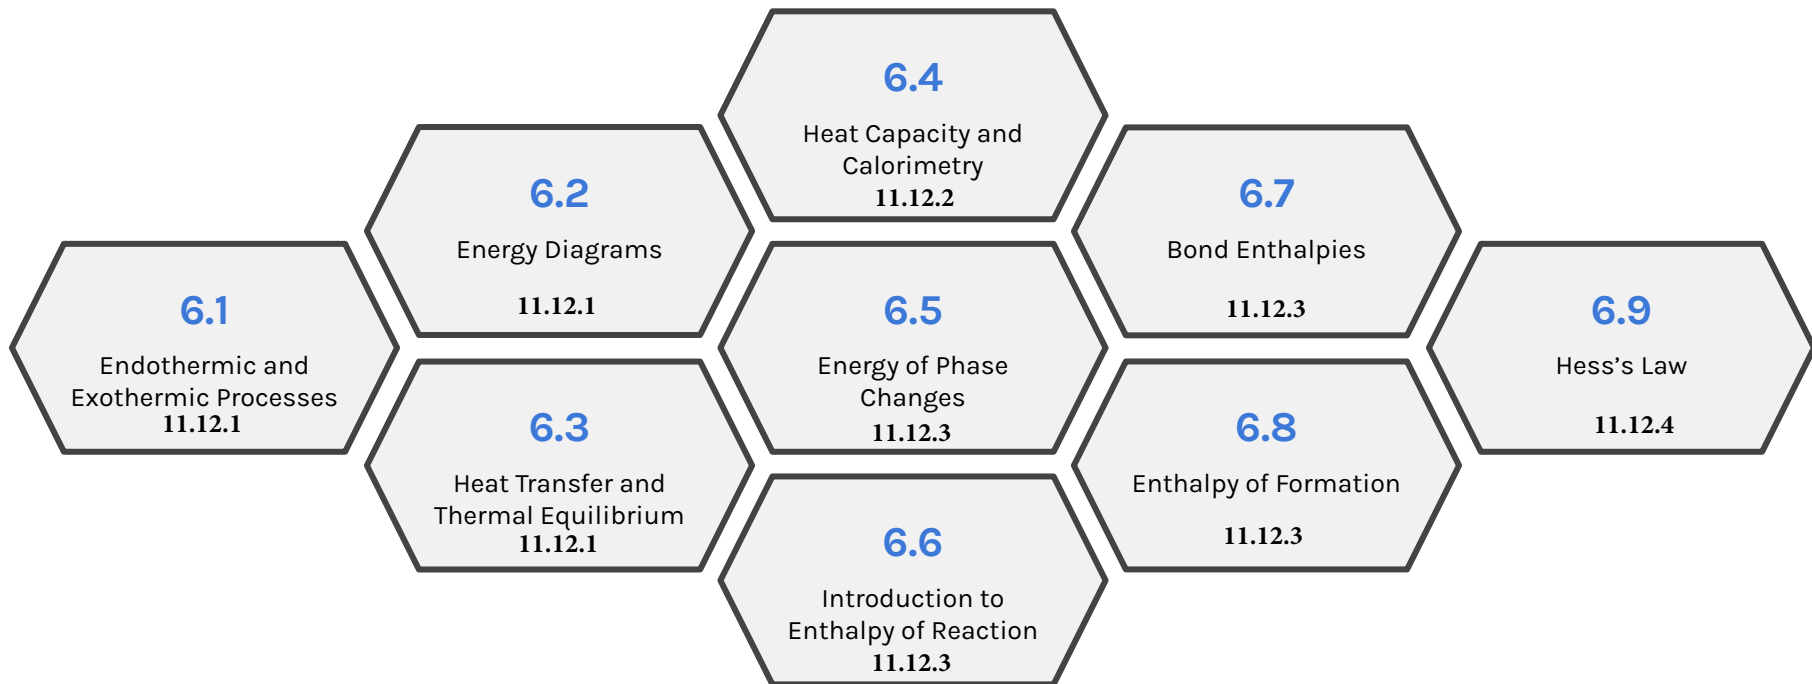 6.1
Endothermic and
Exothermic Processes
11.12.1
6.2
Energy Diagrams
11.12.1
6.3
Heat Transfer and
Thermal Equilibrium
11.12.1
6.4
Heat Capacity and
Calorimetry
11.12.2
6.5
Energy of Phase
Changes
11.12.3
6.6
Introduction to
Enthalpy of Reaction
11.12.3
6.7
Bond Enthalpies
11.12.3
6.8
Enthalpy of Formation
11.12.3
6.9
Hess’s Law
11.12.4